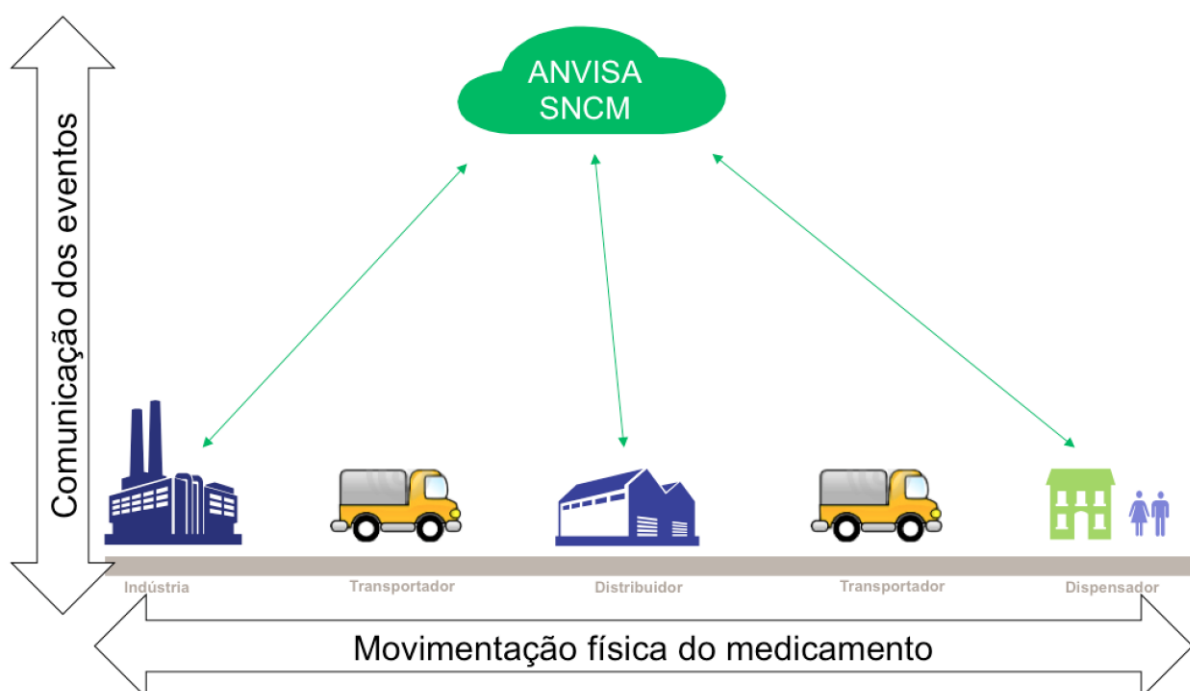 ANVISA
SNCM
Comunicação dos eventos
Indústria
Transportador
Distribuidor
Transportador
Dispensador
Movimentação física do medicamento